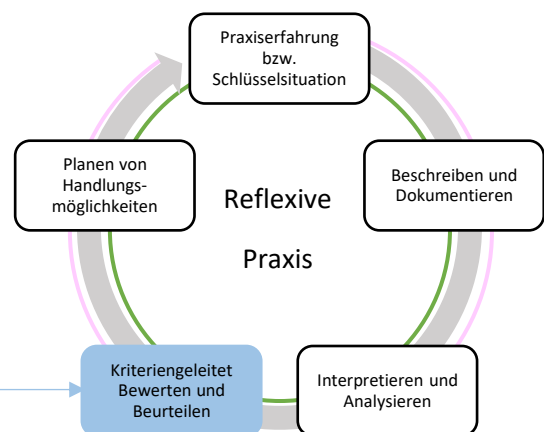 Praxiserfahrung
bzw.
Schlüsselsituation
Beschreiben und
Dokumentieren
Interpretieren und
Analysieren
Kriteriengeleitet
Bewerten und
Beurteilen
Planen von
Handlungs-
möglichkeiten
Reflexive
Praxis